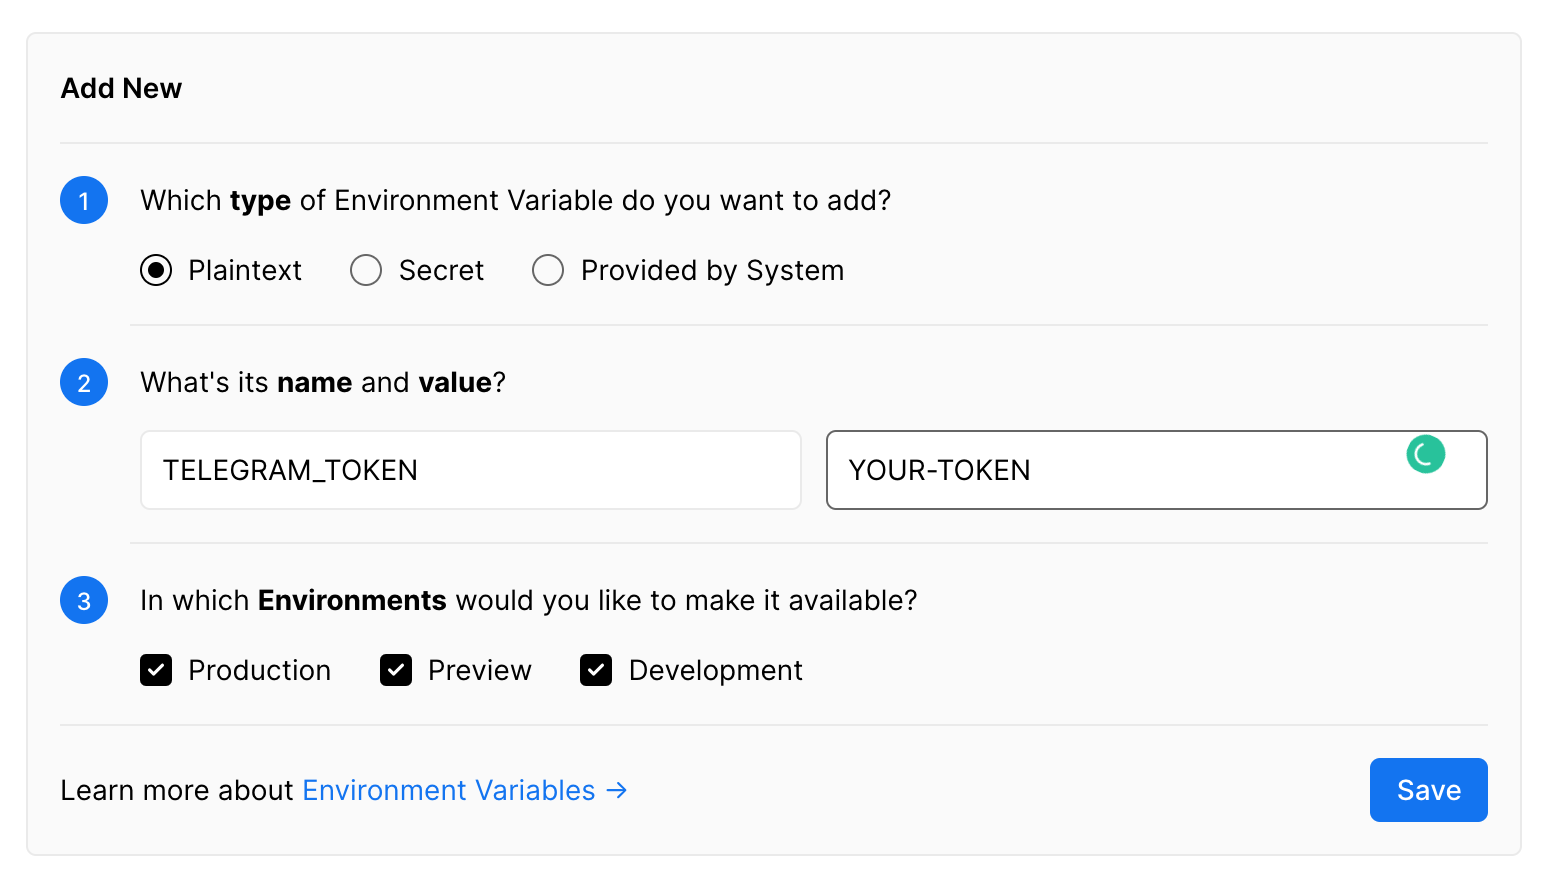 Add New
1 Which type of Environment Variable do you want to add?
Plaintext Secret Provided by System
2 What's its name and value?
TELEGRAM_TOKEN YOUR-TOKEN
3 In which Environments would you like to make it available?
Production Preview Development
Learn more about Environment Variables → Save